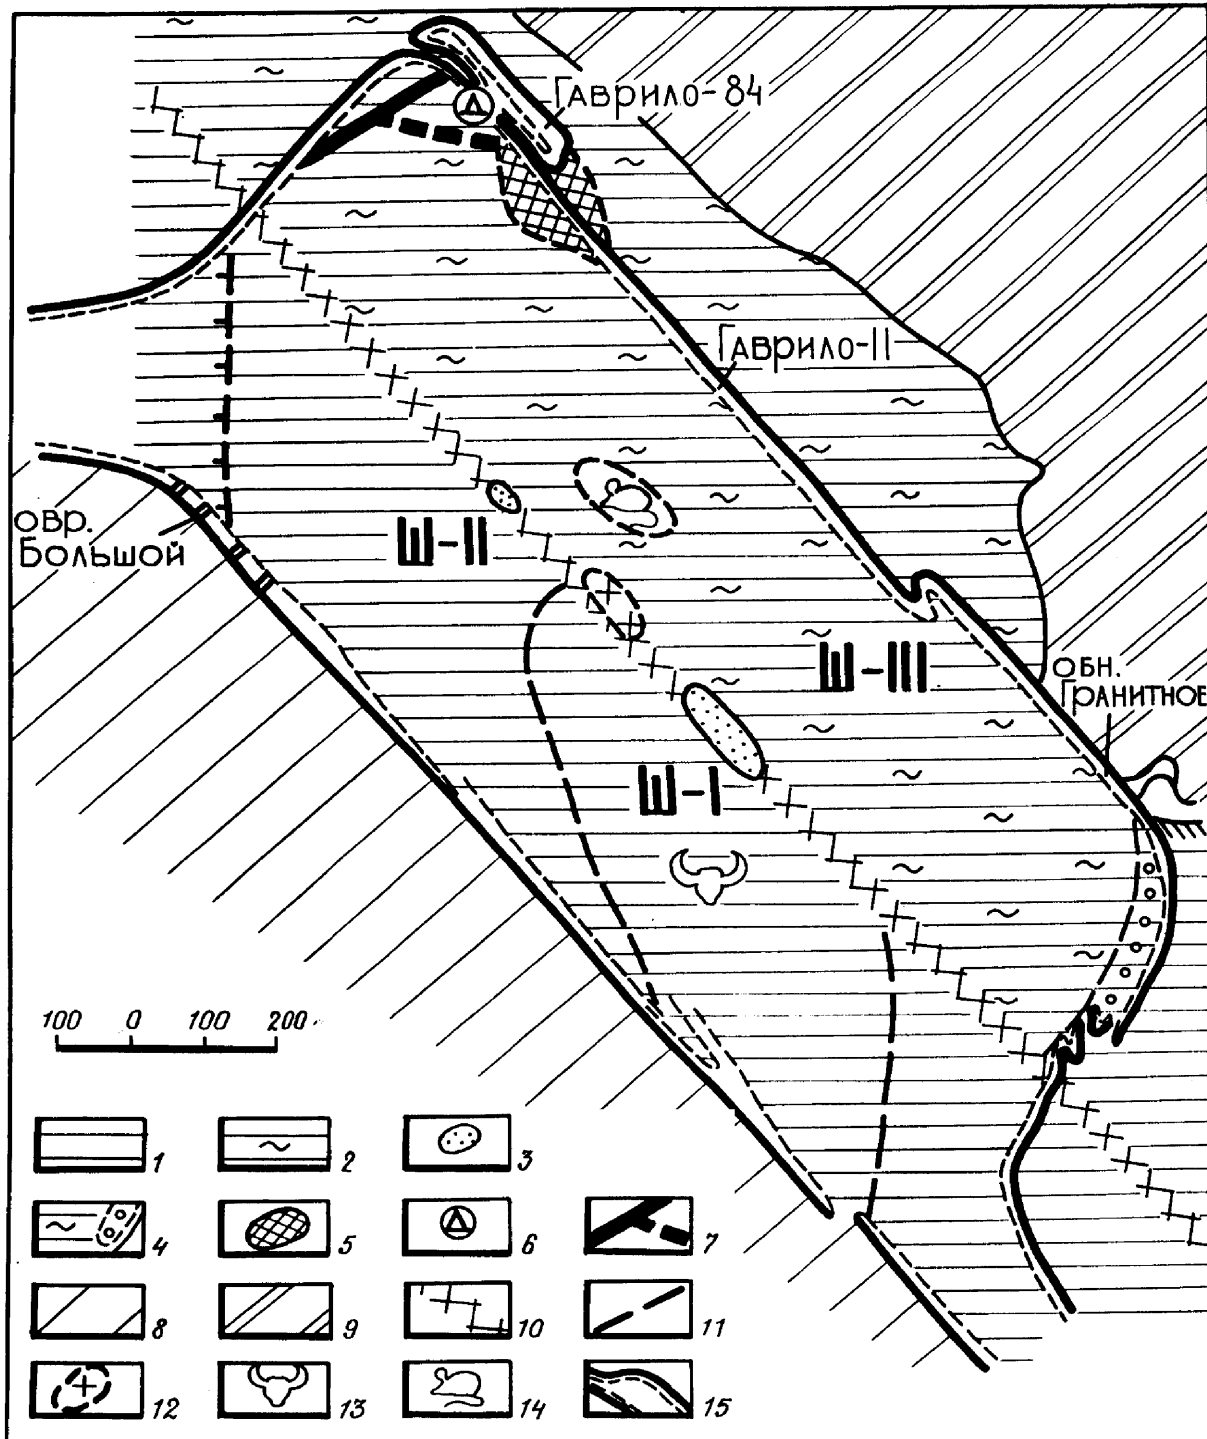 Гаврило-84
Гаврило-II
овр.
Большой
Ш-II
Ш-III
обн.
Гранитное
Ш-I
100 0 100 200
1 2 3
4 5 6 7
8 9 10 11
12 13 14 15